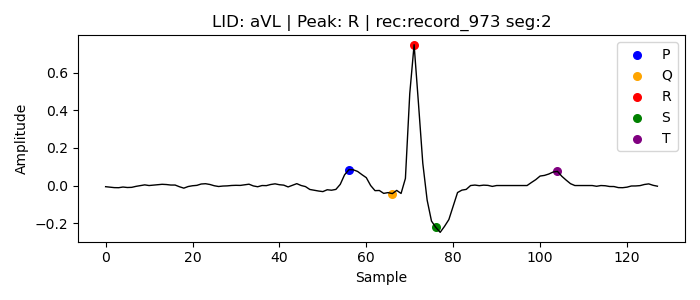 LID: aVL | Peak: R | rec:record_973 seg:2
Amplitude
0.6
0.4
0.2
0.0
−0.2
0 20 40 60 80 100 120
Sample
P
Q
R
S
T